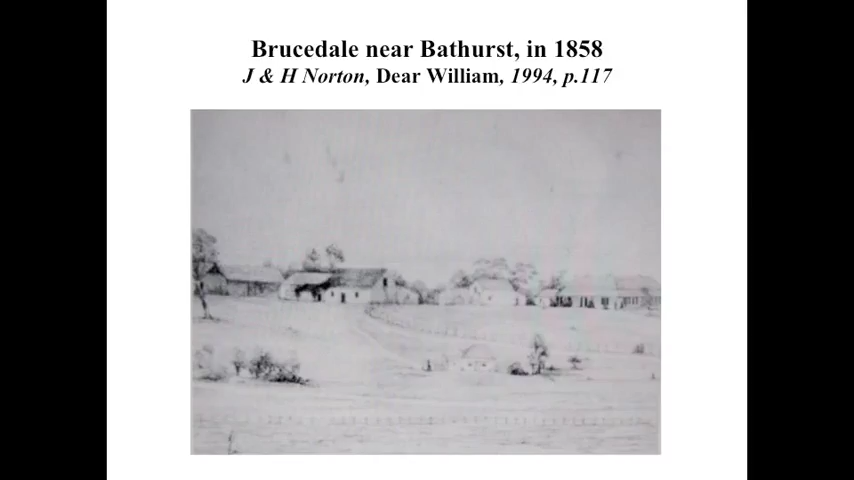 Brucedale near Bathurst, in 1858
J & H Norton, Dear William, 1994, p.117